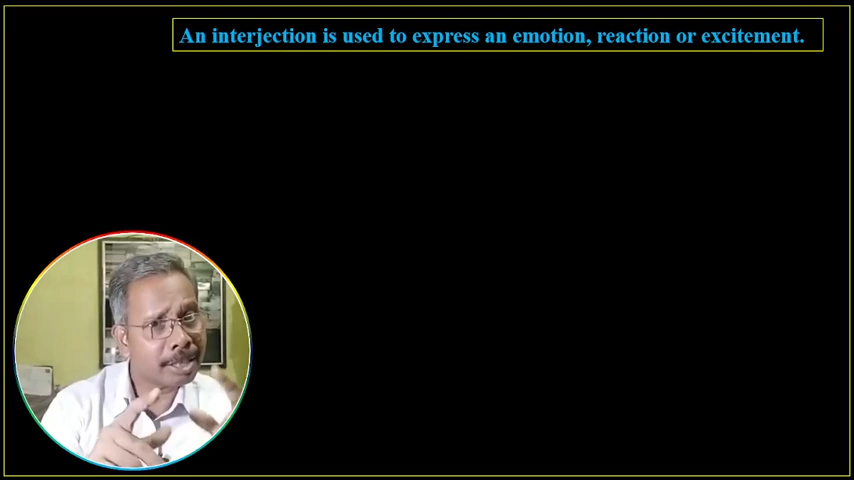 An interjection is used to express an emotion, reaction or excitement.